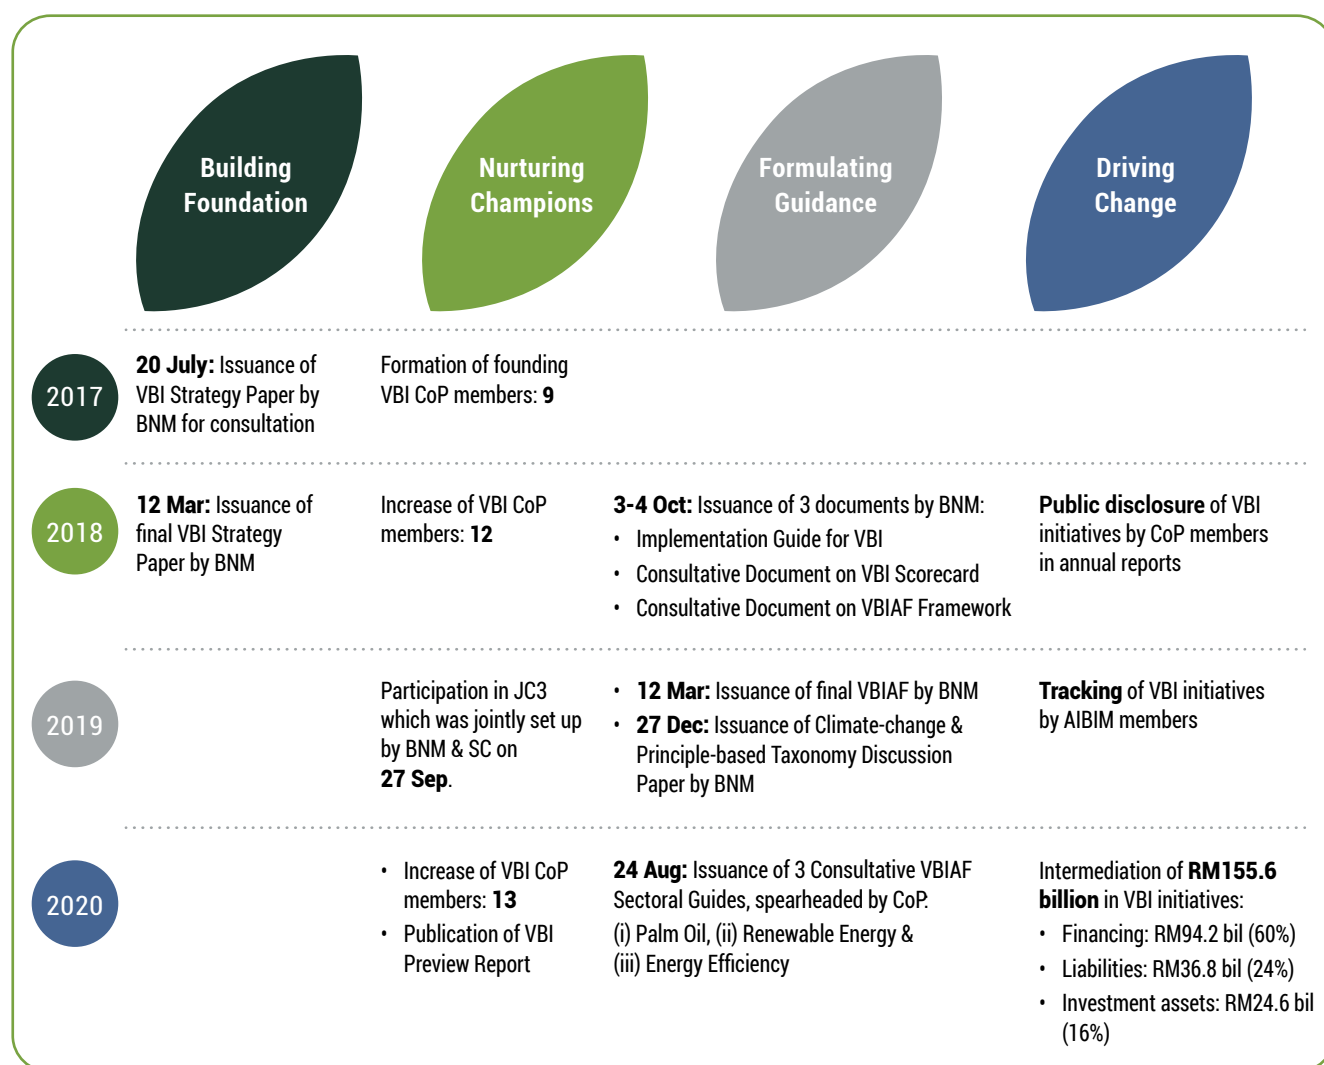 Building
Foundation
Nurturing
Champions
Formulating
Guidance
Driving
Change
2017
20 July: Issuance of
VBI Strategy Paper by
BNM for consultation
Formation of founding
VBI CoP members: 9
2018
12 Mar: Issuance of
final VBI Strategy
Paper by BNM
Increase of VBI CoP
members: 12
3-4 Oct: Issuance of 3 documents by BNM:
• Implementation Guide for VBI
• Consultative Document on VBI Scorecard
• Consultative Document on VBIAF Framework
Public disclosure of VBI
initiatives by CoP members
in annual reports
2019
Participation in JC3
which was jointly set up
by BNM & SC on
27 Sep.
• 12 Mar: Issuance of final VBIAF by BNM
• 27 Dec: Issuance of Climate-change &
Principle-based Taxonomy Discussion
Paper by BNM
Tracking of VBI initiatives
by AIBIM members
2020
• Increase of VBI CoP
members: 13
• Publication of VBI
Preview Report
24 Aug: Issuance of 3 Consultative VBIAF
Sectoral Guides, spearheaded by CoP:
(i) Palm Oil, (ii) Renewable Energy &
(iii) Energy Efficiency
Intermediation of RM155.6
billion in VBI initiatives:
• Financing: RM94.2 bil (60%)
• Liabilities: RM36.8 bil (24%)
• Investment assets: RM24.6 bil
(16%)